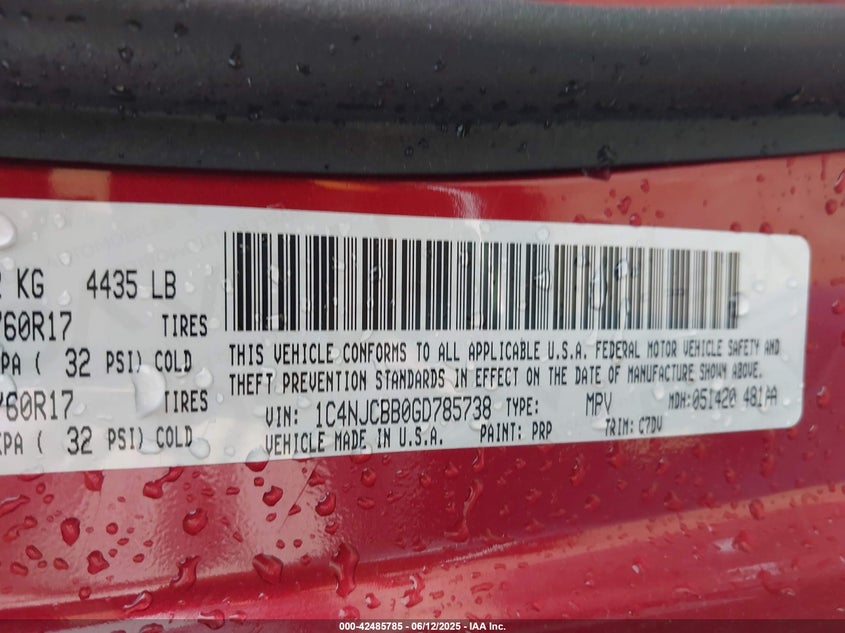 KG 4435 LB
/60R17 TIRES
PA ( 32 PSI) COLD
/60R17 TIRES
KPA ( 32 PSI) COLD
THIS VEHICLE CONFORMS TO ALL APPLICABLE U.S.A. FEDERAL MOTOR VEHICLE SAFETY AND
THEFT PREVENTION STANDARDS IN EFFECT ON THE DATE OF MANUFACTURE SHOWN ABOVE.
VIN: 1C4NJCBB0GD785738 TYPE: MPV MDH:051420 481AA
VEHICLE MADE IN U.S.A. PAINT: PRP TRIM: C7DV
000-42485785 - 06/12/2025 - IAA Inc.